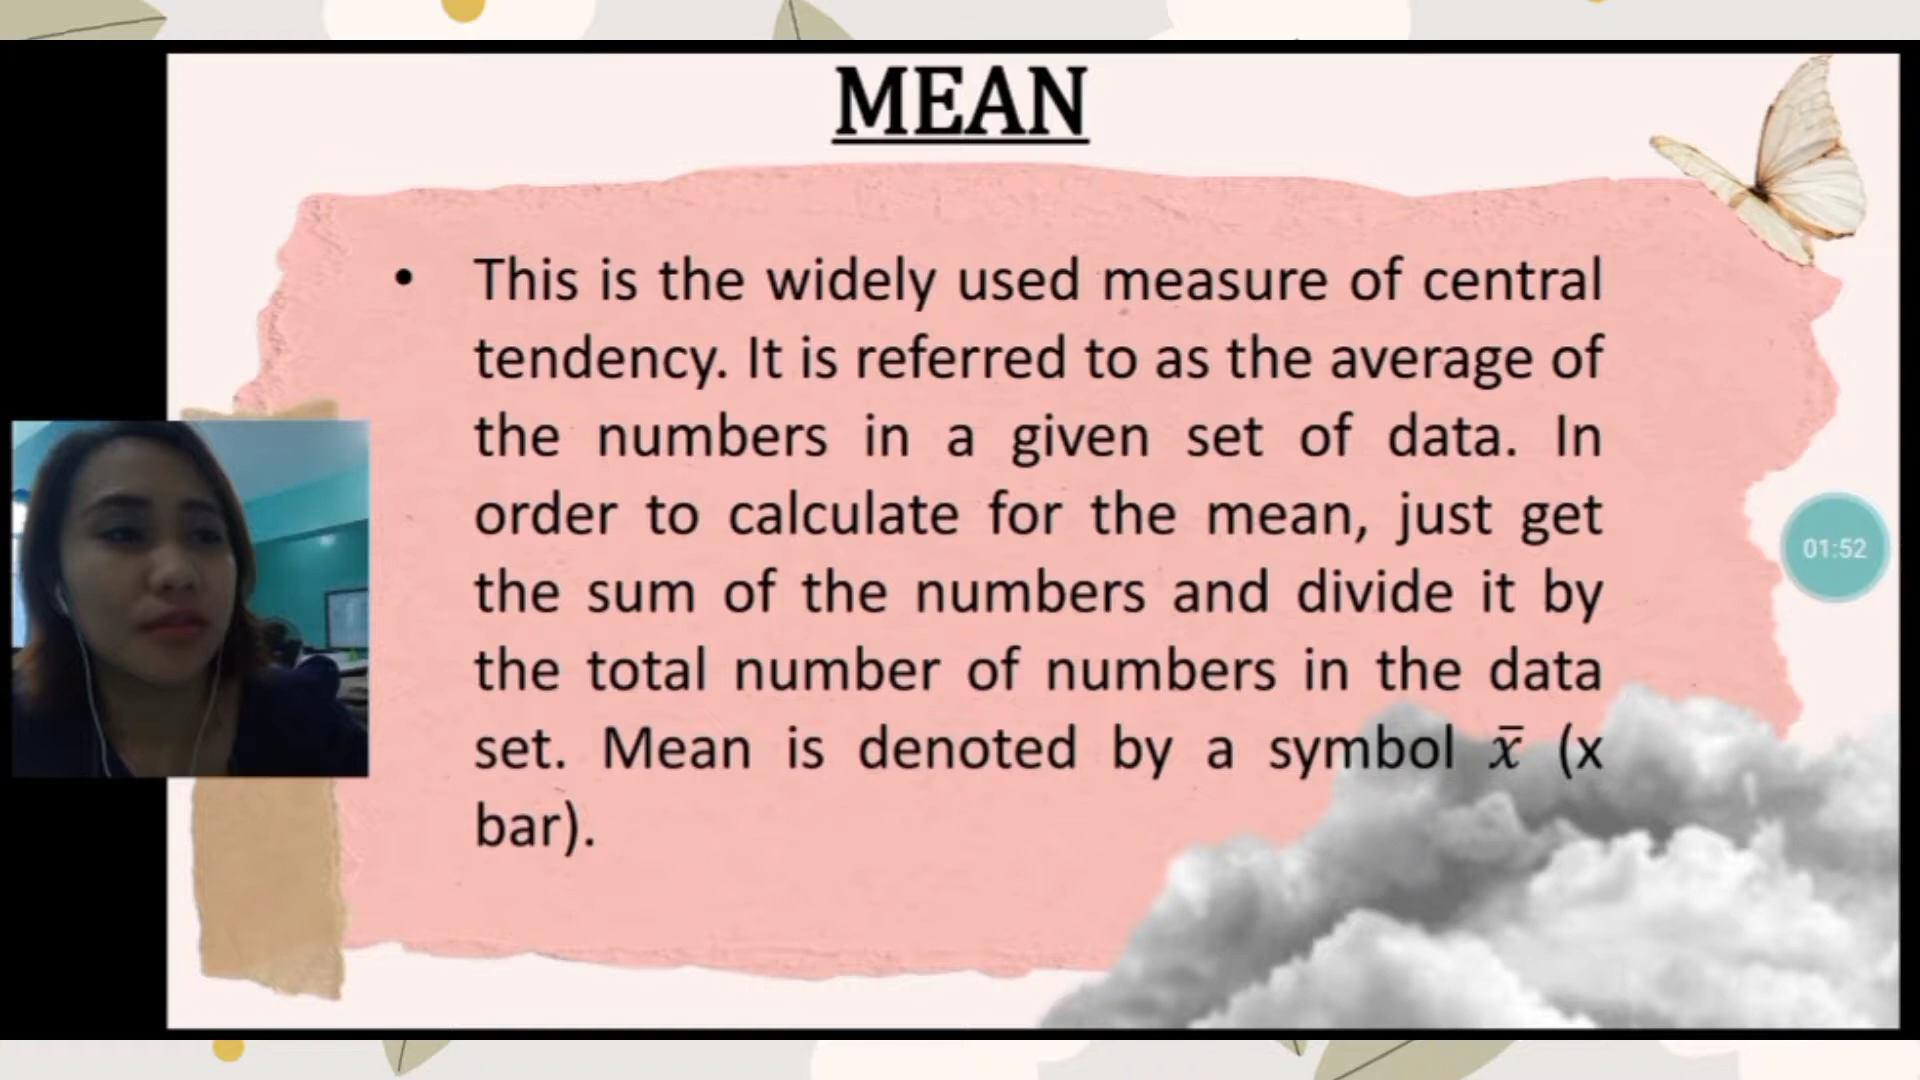 MEAN
• This is the widely used measure of central
tendency. It is referred to as the average of
the numbers in a given set of data. In
order to calculate for the mean, just get
the sum of the numbers and divide it by
the total number of numbers in the data
set. Mean is denoted by a symbol x̄ (x
bar).
01:52